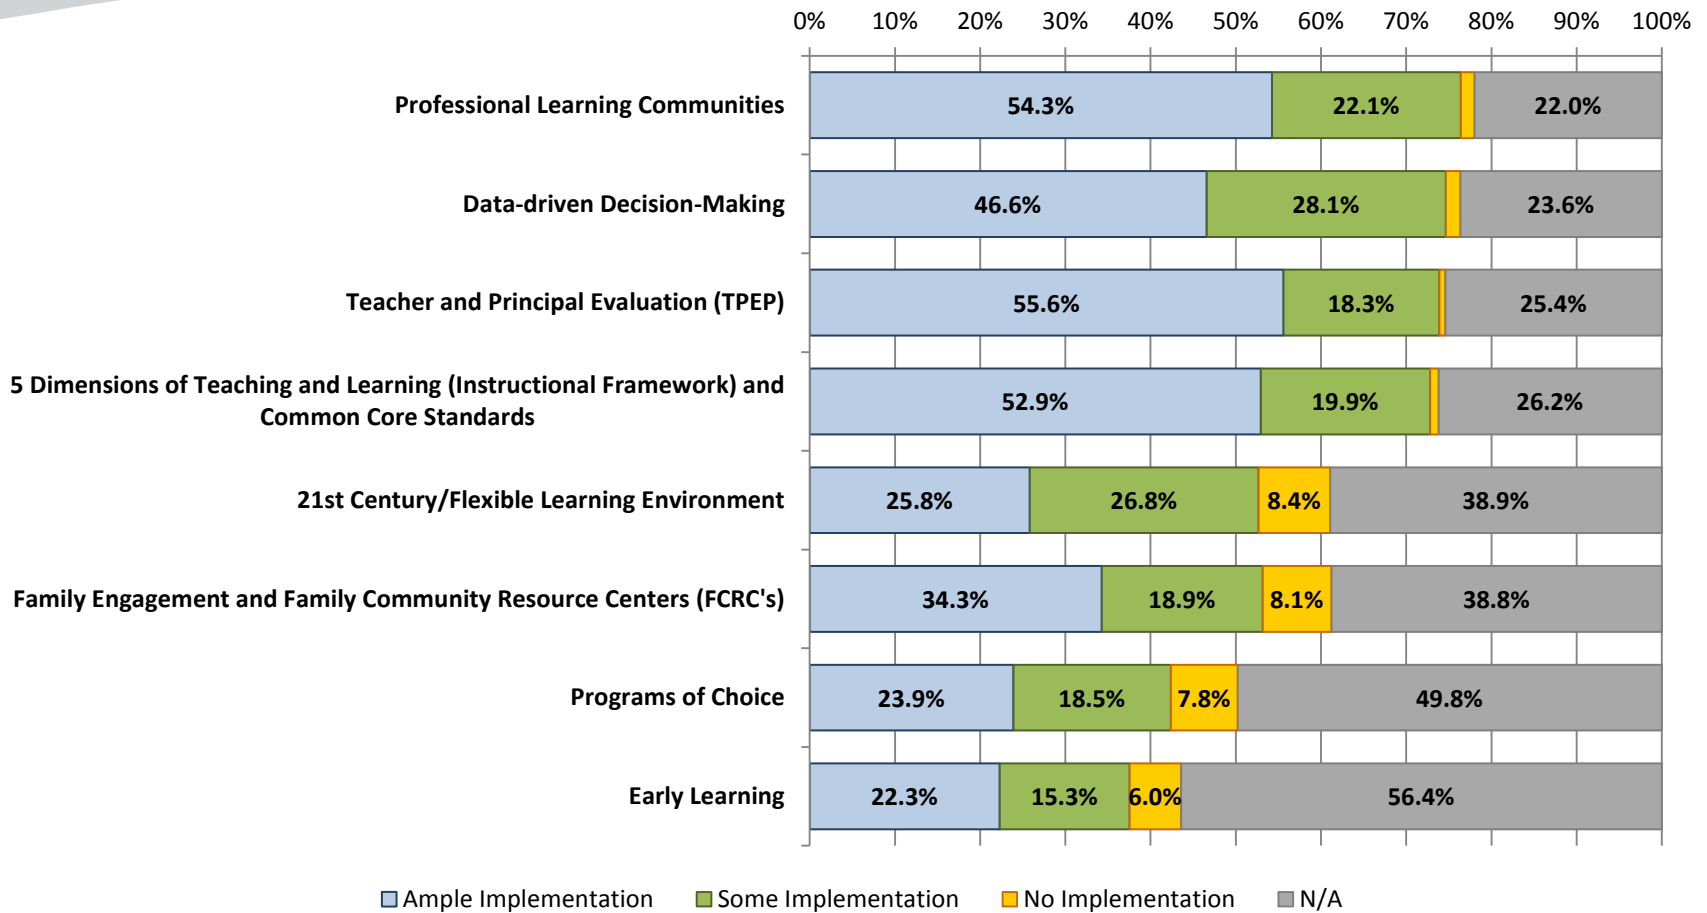 0% 10% 20% 30% 40% 50% 60% 70% 80% 90% 100%
Professional Learning Communities 54.3% 22.1% 22.0%
Data-driven Decision-Making 46.6% 28.1% 23.6%
Teacher and Principal Evaluation (TPEP) 55.6% 18.3% 25.4%
5 Dimensions of Teaching and Learning (Instructional Framework) and
Common Core Standards 52.9% 19.9% 26.2%
21st Century/Flexible Learning Environment 25.8% 26.8% 8.4% 38.9%
Family Engagement and Family Community Resource Centers (FCRC's) 34.3% 18.9% 8.1% 38.8%
Programs of Choice 23.9% 18.5% 7.8% 49.8%
Early Learning 22.3% 15.3% 6.0% 56.4%
Ample Implementation Some Implementation No Implementation N/A